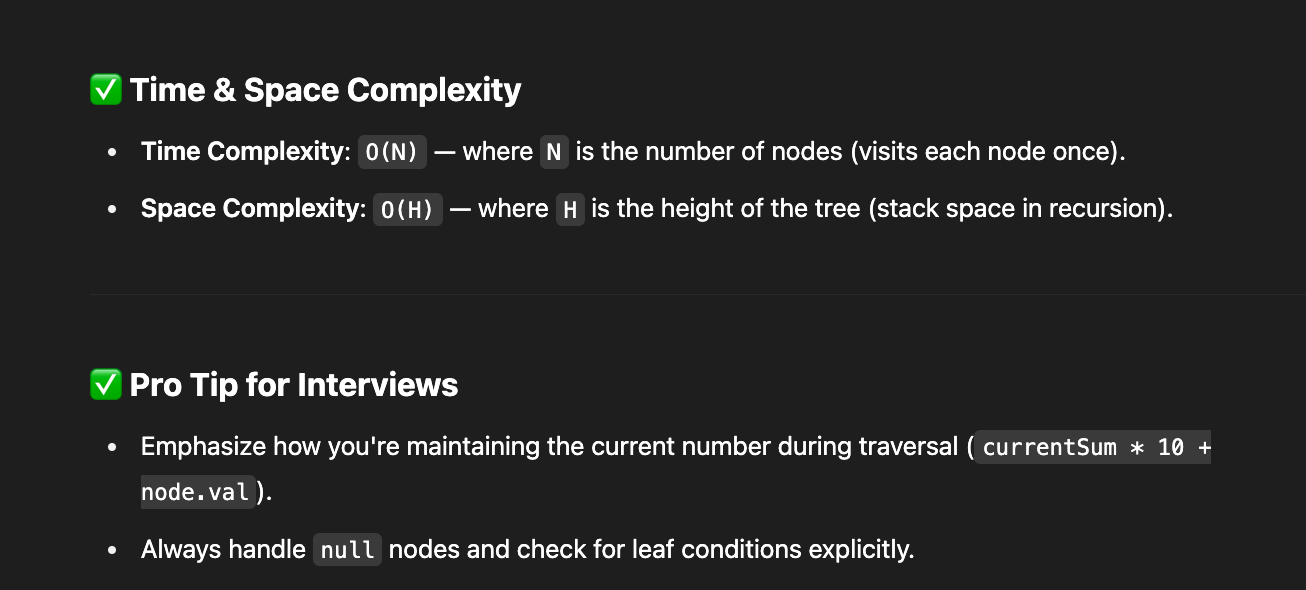 ✅ Time & Space Complexity
• Time Complexity: O(N) — where N is the number of nodes (visits each node once).
• Space Complexity: O(H) — where H is the height of the tree (stack space in recursion).
✅ Pro Tip for Interviews
• Emphasize how you're maintaining the current number during traversal (currentSum * 10 +
node.val).
• Always handle null nodes and check for leaf conditions explicitly.